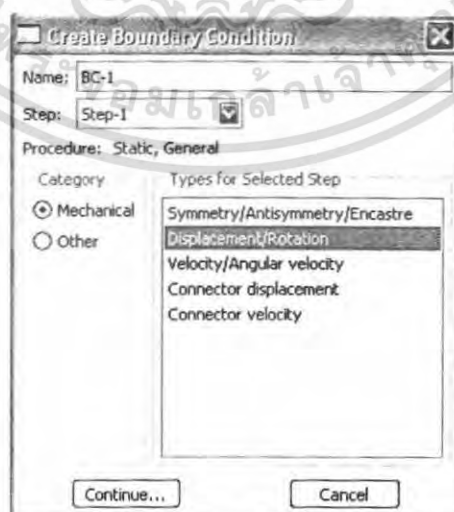 Create Boundary Condition
Name: BC-1
Step: Step-1
Procedure: Static, General
Category
Types for Selected Step
Mechanical
Other
Symmetry/Antisymmetry/Encastre
Displacement/Rotation
Velocity/Angular velocity
Connector displacement
Connector velocity
Continue...
Cancel